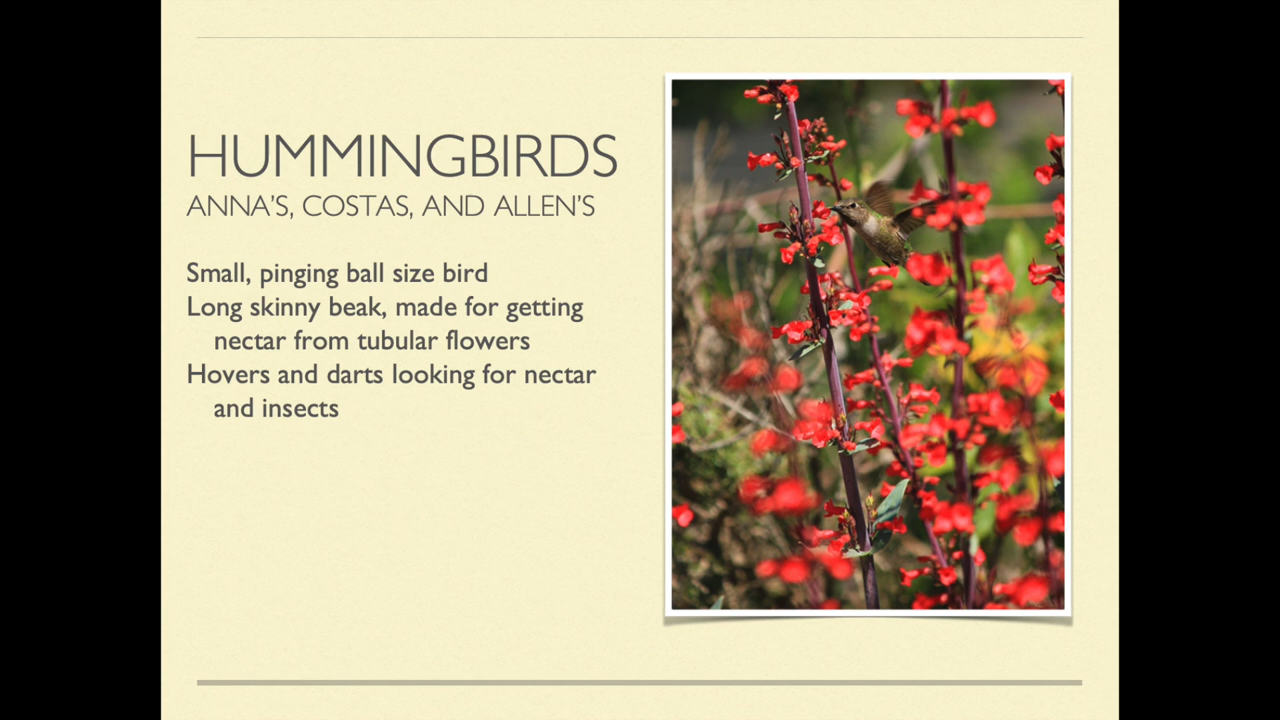 HUMMINGBIRDS
ANNA'S, COSTAS, AND ALLEN'S
Small, pinging ball size bird
Long skinny beak, made for getting
nectar from tubular flowers
Hovers and darts looking for nectar
and insects